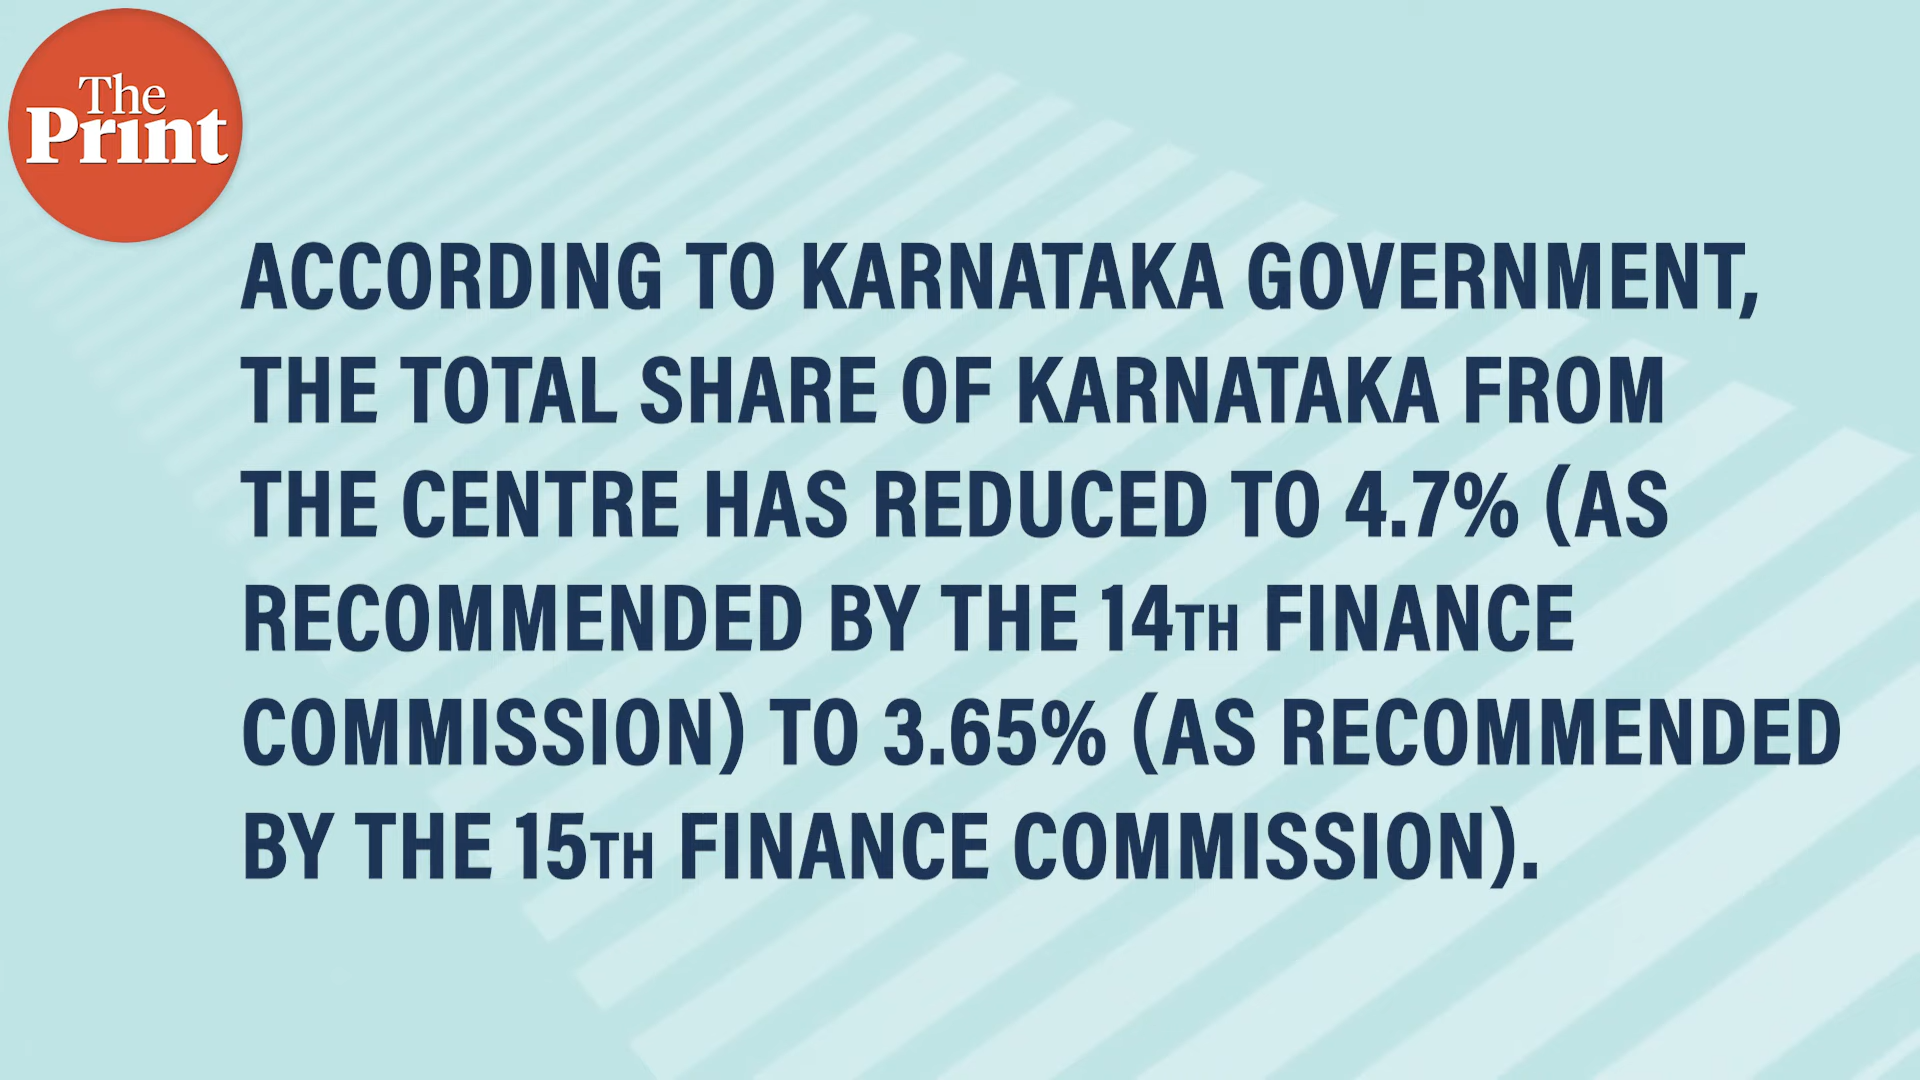 The
Print
ACCORDING TO KARNATAKA GOVERNMENT,
THE TOTAL SHARE OF KARNATAKA FROM
THE CENTRE HAS REDUCED TO 4.7% (AS
RECOMMENDED BY THE 14TH FINANCE
COMMISSION) TO 3.65% (AS RECOMMENDED
BY THE 15TH FINANCE COMMISSION).